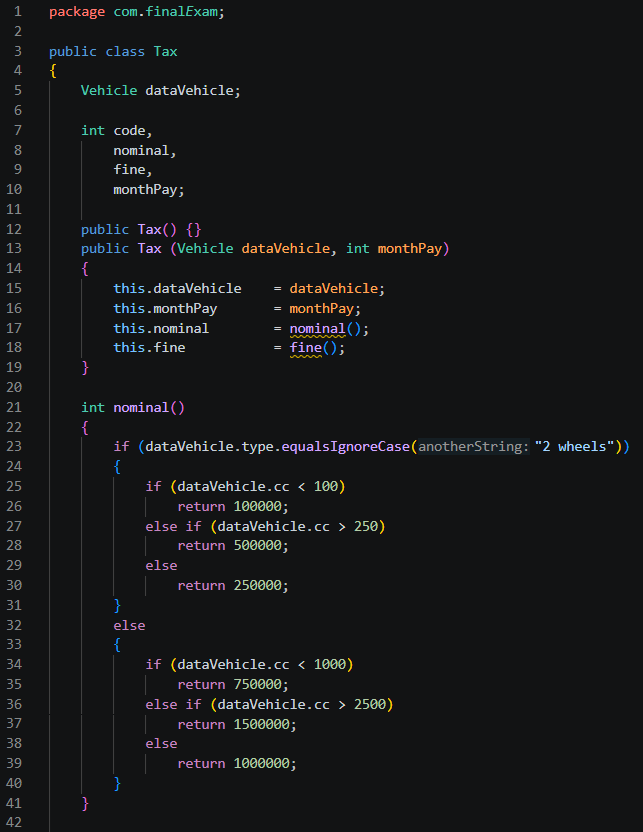 1 package com.finalExam;
2
3 public class Tax
4 {
5     Vehicle dataVehicle;
6
7     int code,
8         nominal,
9         fine,
10         monthPay;
11
12     public Tax() {}
13     public Tax (Vehicle dataVehicle, int monthPay)
14     {
15         this.dataVehicle    = dataVehicle;
16         this.monthPay       = monthPay;
17         this.nominal        = nominal();
18         this.fine           = fine();
19     }
20
21     int nominal()
22     {
23         if (dataVehicle.type.equalsIgnoreCase(anotherString: "2 wheels"))
24         {
25             if (dataVehicle.cc < 100)
26                 return 100000;
27             else if (dataVehicle.cc > 250)
28                 return 500000;
29             else
30                 return 250000;
31         }
32         else
33         {
34             if (dataVehicle.cc < 1000)
35                 return 750000;
36             else if (dataVehicle.cc > 2500)
37                 return 1500000;
38             else
39                 return 1000000;
40         }
41     }
42